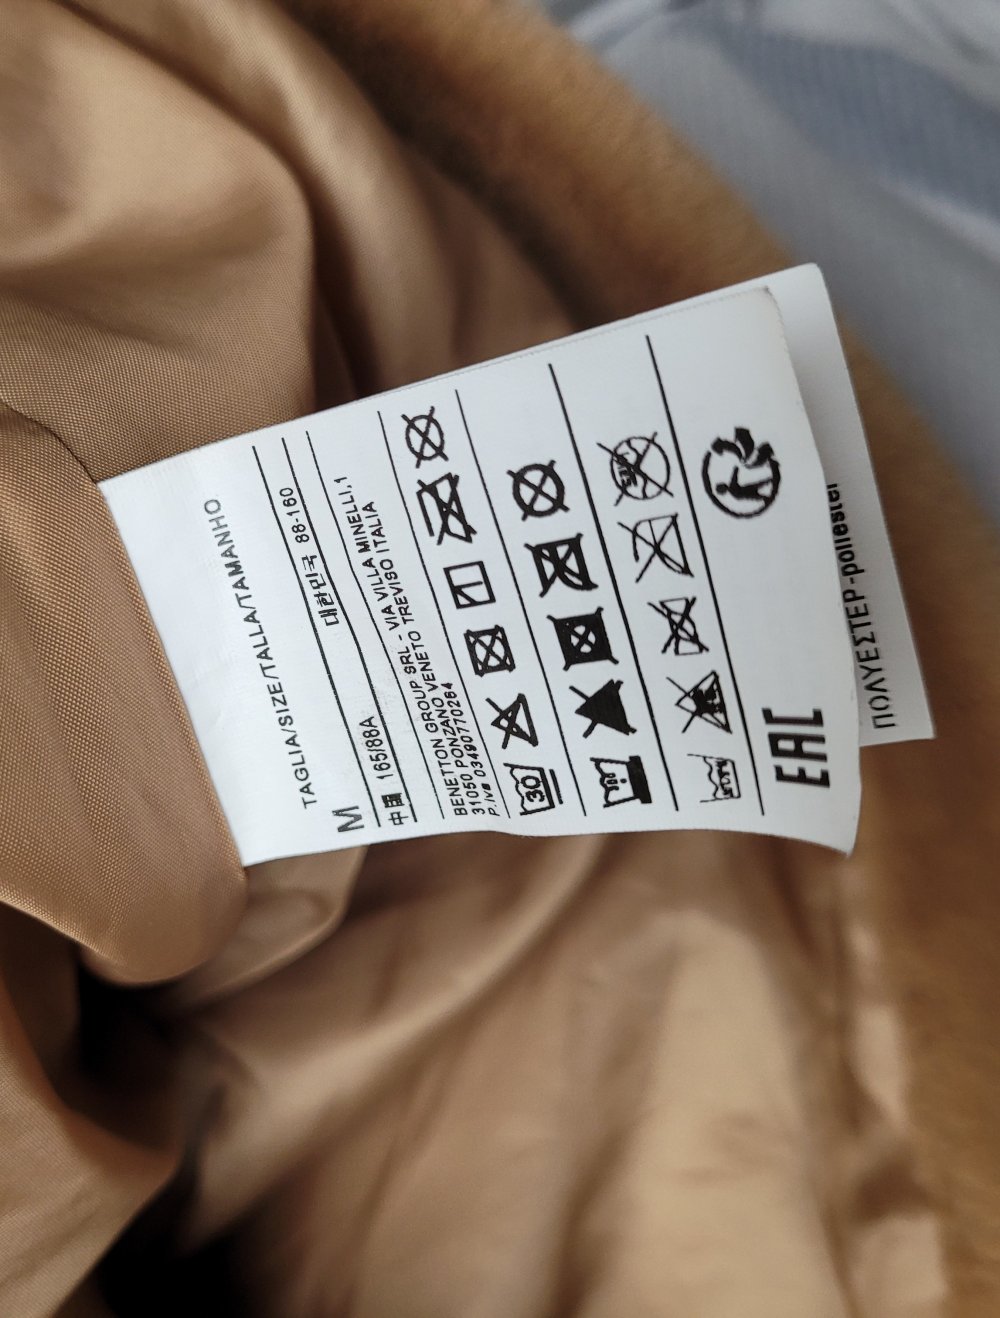 TAGLIA/SIZE/TALLA/TAMANHO
M
대한민국 88-160
中国 165/88A
BENETTON GROUP SRL - VIA VILLA MINELLI,1
31050 PONZANO VENETO TREVISO ITALIA
P.iva 03490770264
30
EAC
ΠΟΛΥΕΣΤΕΡ-poliester